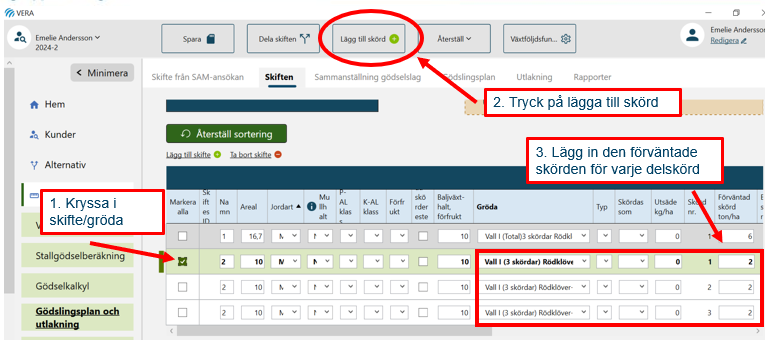 VERA
Emelie Andersson
2024-2
Spara
Dela skiften
Lägg till skörd
Återställ
Växtföljdsfun...
Emelie Andersson
Redigera
Minimera
Skifte från SAM-ansökan
Skiften
Sammanställning gödselslag
Gödslingsplan
Utlakning
Rapporter
2. Tryck på lägga till skörd
Hem
Kunder
Alternativ
Återställ sortering
Lägg till skifte
Ta bort skifte
3. Lägg in den förväntade
skörden för varje delskörd
1. Kryssa i
skifte/gröda
Stallgödselberäkning
Gödselkalkyl
Gödslingsplan och
utlakning
Markera alla Sk ift es ID Na mn Areal Jordart Mu llh alt P-AL klas s K-AL klass Förfr ukt skö rder este Baljväxt- halt, förfrukt Gröda Typ Skördas som Utsäde kg/ha Skörd nr. Förväntad skörd ton/ha
1 16,7 10 Vall I (Total)3 skördar Rödkl 0 1 6
2 10 10 Vall I (3 skördar) Rödklöve 0 1 2
2 10 10 Vall I (3 skördar) Rödklöver- 0 2 2
2 10 10 Vall I (3 skördar) Rödklöver- 0 3 2